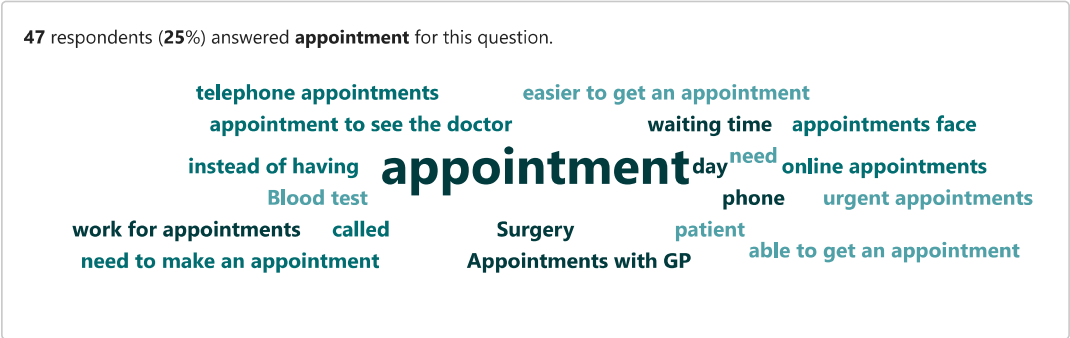 47 respondents (25%) answered appointment for this question.
telephone appointments easier to get an appointment
appointment to see the doctor waiting time appointments face
instead of having appointment day need online appointments
Blood test phone urgent appointments
work for appointments called Surgery patient
need to make an appointment Appointments with GP able to get an appointment